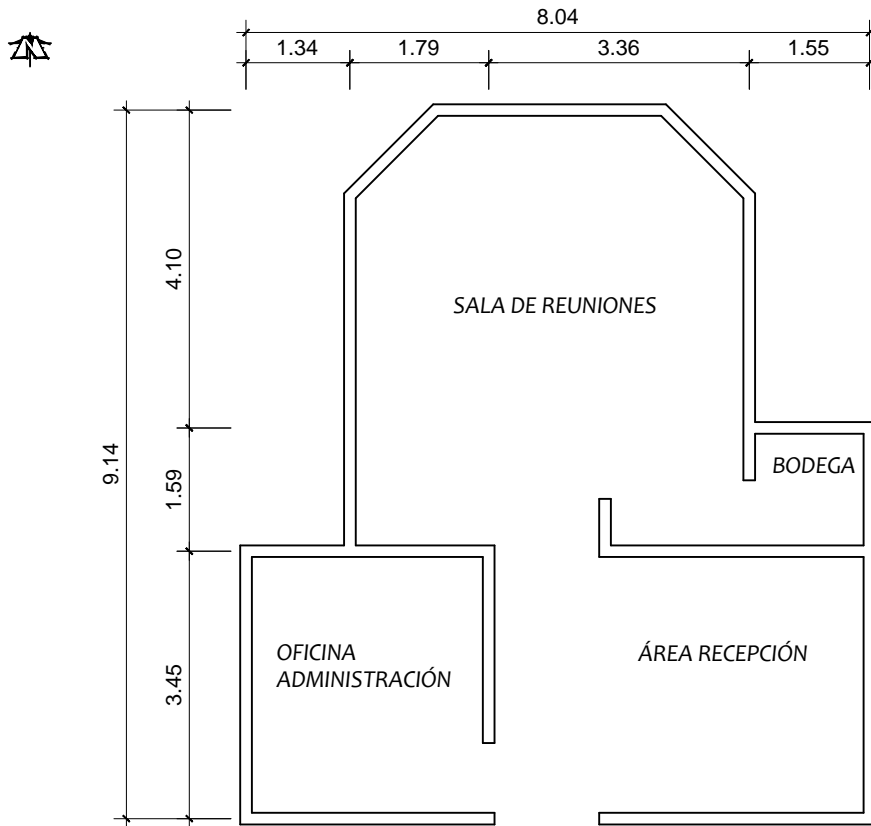 8.04
1.34
1.79
3.36
1.55
4.10
9.14
1.59
3.45
SALA DE REUNIONES
BODEGA
OFICINA
ADMINISTRACIÓN
ÁREA RECEPCIÓN